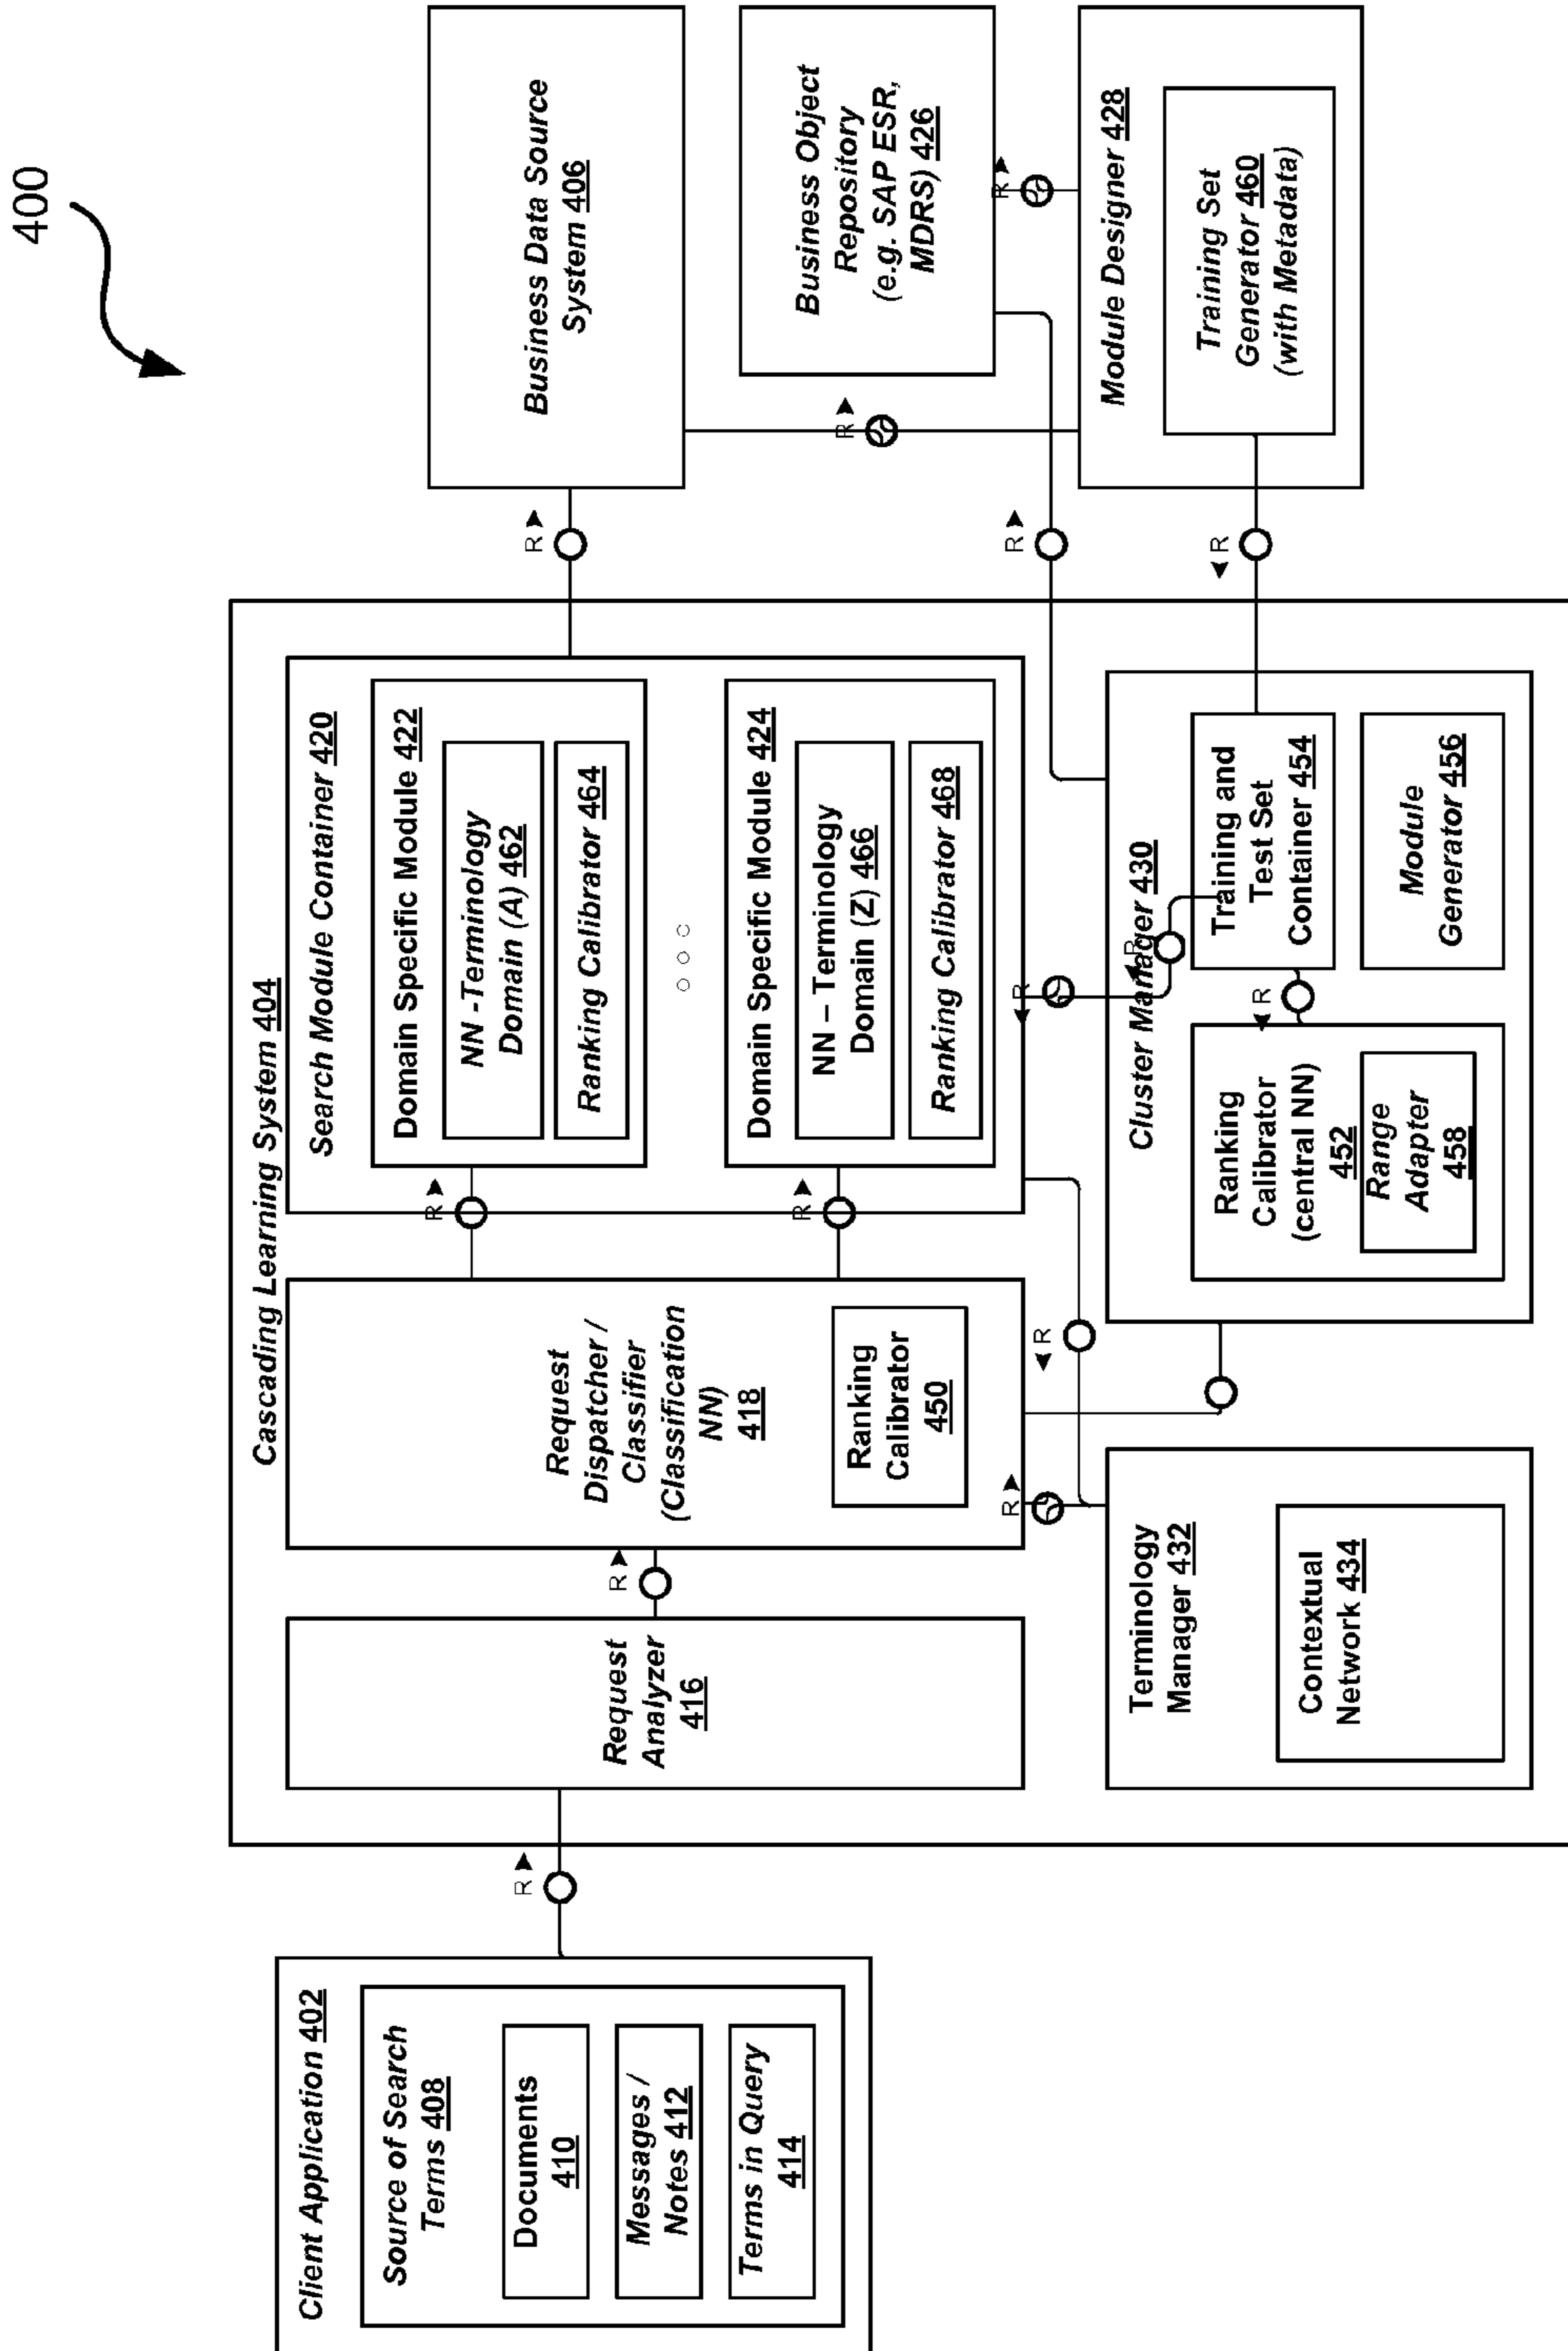 400
Client Application 402
Source of Search
Terms 408
Documents
410
Messages /
Notes 412
Terms in Query
414
R
Cascading Learning System 404
Request
Analyzer
416
R
Request
Dispatcher /
Classifier
(Classification
NN)
418
Ranking
Calibrator
450
R
R
Search Module Container 420
Domain Specific Module 422
NN -Terminology
Domain (A) 462
Ranking Calibrator 464
Domain Specific Module 424
NN – Terminology
Domain (Z) 466
Ranking Calibrator 468
R
R
R
R
Terminology
Manager 432
Contextual
Network 434
Cluster Manager 430
R
Ranking
Calibrator
(central NN)
452
Range
Adapter
458
R
Training and
Test Set
Container 454
Module
Generator 456
R
R
R
Business Data Source
System 406
R
Business Object
Repository
(e.g. SAP ESR,
MDRS) 426
R
Module Designer 428
Training Set
Generator 460
(with Metadata)